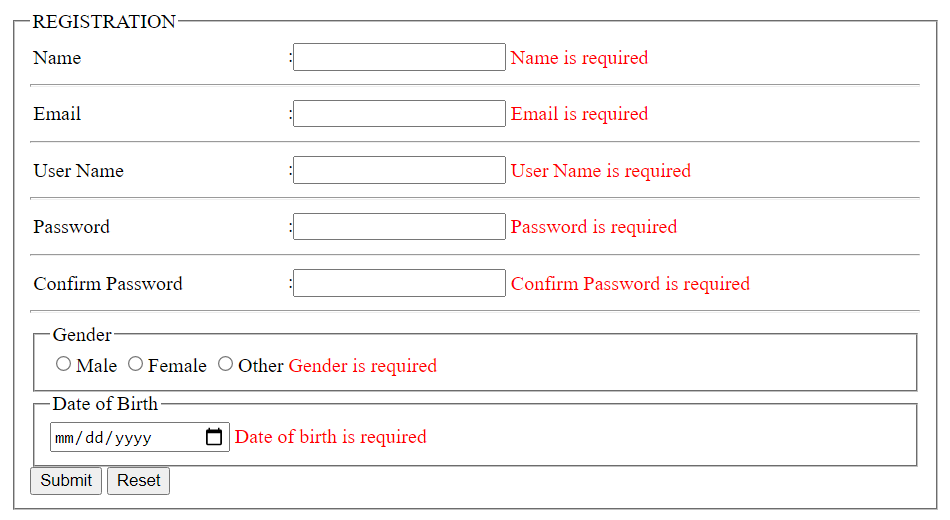 REGISTRATION
Name : Name is required
Email : Email is required
User Name : User Name is required
Password : Password is required
Confirm Password : Confirm Password is required
Gender
Male Female Other Gender is required
Date of Birth
mm/dd/yyyy Date of birth is required
Submit Reset